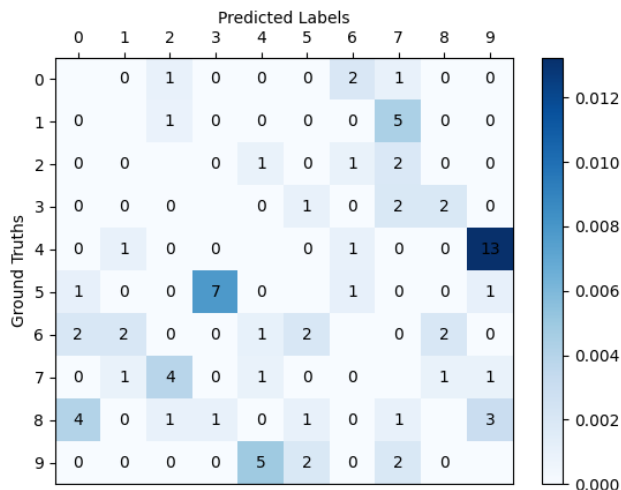 Predicted Labels
0 1 2 3 4 5 6 7 8 9
Ground Truths
0 0 1 0 0 0 2 1 0 0
1 0 1 0 0 0 0 5 0 0
2 0 0 0 1 0 1 2 0 0
3 0 0 0 0 1 0 2 2 0
4 0 1 0 0 0 1 0 0 13
5 1 0 0 7 0 1 0 0 1
6 2 2 0 0 1 2 0 2 0
7 0 1 4 0 1 0 0 1 1
8 4 0 1 1 0 1 0 1 3
9 0 0 0 0 5 2 0 2 0
0.012
0.010
0.008
0.006
0.004
0.002
0.000